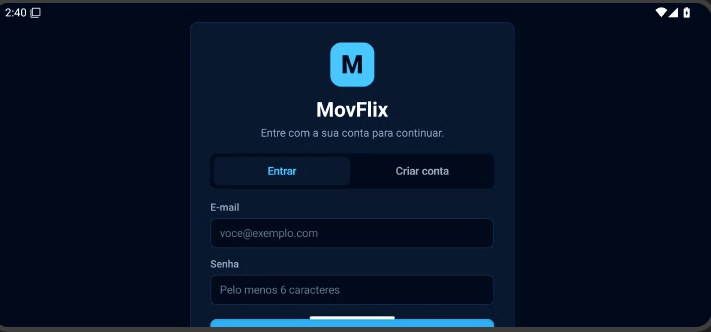 2:40
M
MovFlix
Entre com a sua conta para continuar.
Entrar Criar conta
E-mail
voce@exemplo.com
Senha
Pelo menos 6 caracteres